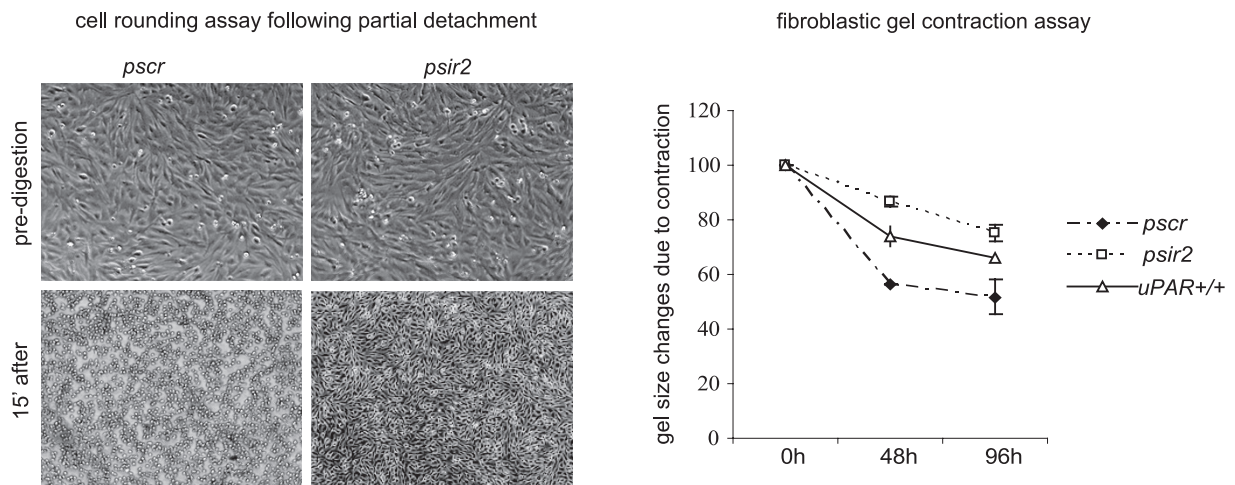 cell rounding assay following partial detachment
pscr
psir2
pre-digestion
15' after
fibroblastic gel contraction assay
gel size changes due to contraction
120
100
80
60
40
20
0
0h
48h
96h
pscr
psir2
uPAR+/+